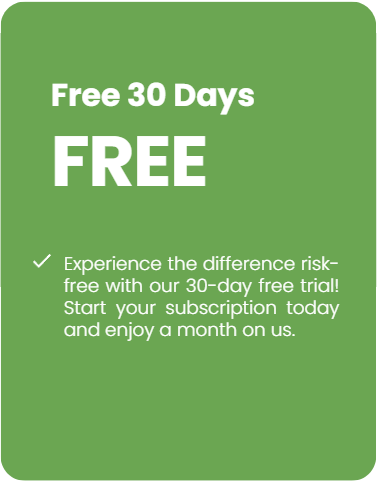 Free 30 Days
FREE
Experience the difference risk-
free with our 30-day free trial!
Start your subscription today
and enjoy a month on us.